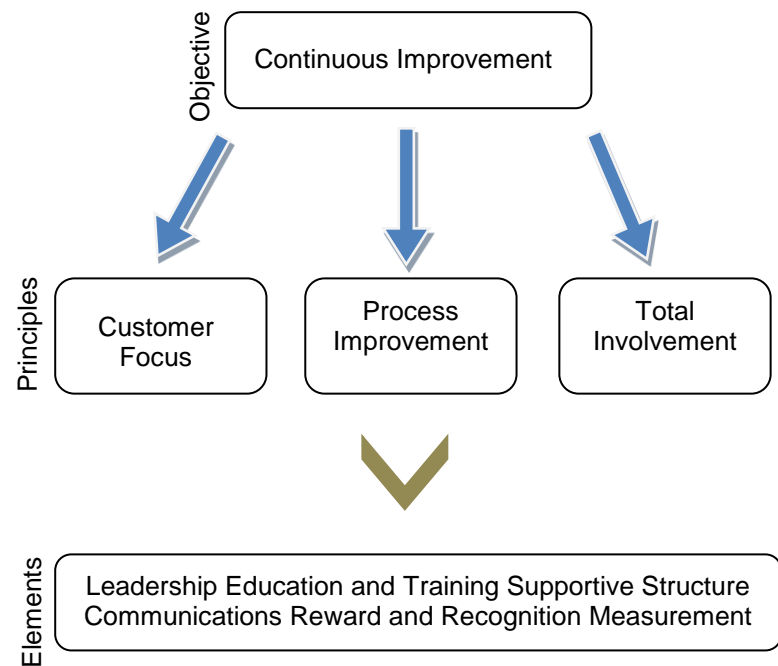 Objective
Continuous Improvement
Principles
Customer
Focus
Process
Improvement
Total
Involvement
Elements
Leadership Education and Training Supportive Structure
Communications Reward and Recognition Measurement